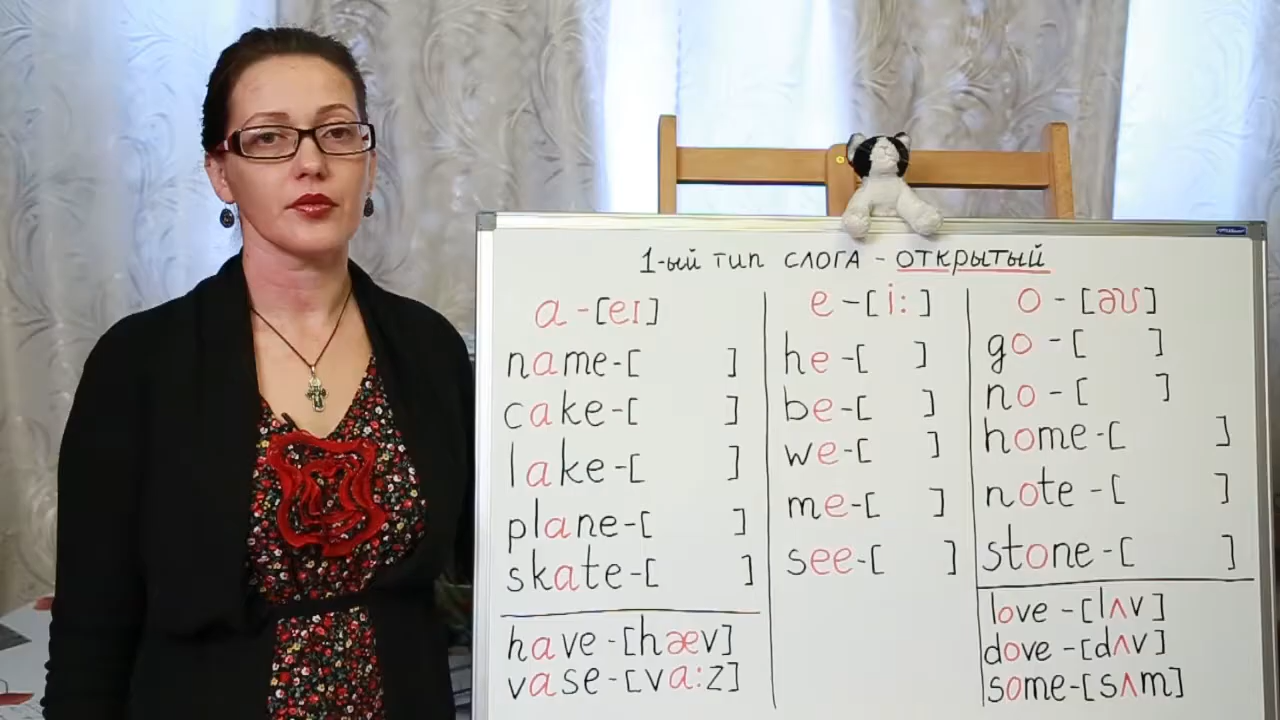 1-ый тип слога - открытый
a - [eɪ]
name-[ ]
cake-[ ]
lake-[ ]
plane-[ ]
skate-[ ]
have-[hæv]
vase-[va:z]
e-[i:]
he-[ ]
be-[ ]
we-[ ]
me-[ ]
see-[ ]
o - [əʊ]
go - [ ]
no - [ ]
home-[ ]
note -[ ]
stone-[ ]
love -[lʌv]
dove -[dʌv]
some-[sʌm]